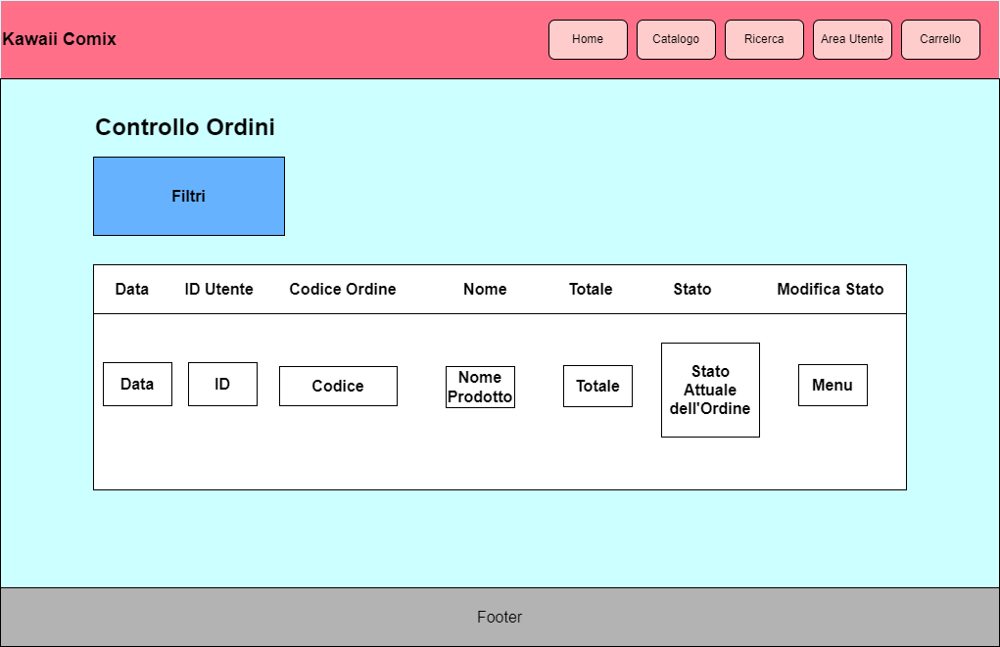 Kawaii Comix
Home
Catalogo
Ricerca
Area Utente
Carrello
Controllo Ordini
Filtri
Data
ID Utente
Codice Ordine
Nome
Totale
Stato
Modifica Stato
Data
ID
Codice
Nome
Prodotto
Totale
Stato
Attuale
dell'Ordine
Menu
Footer